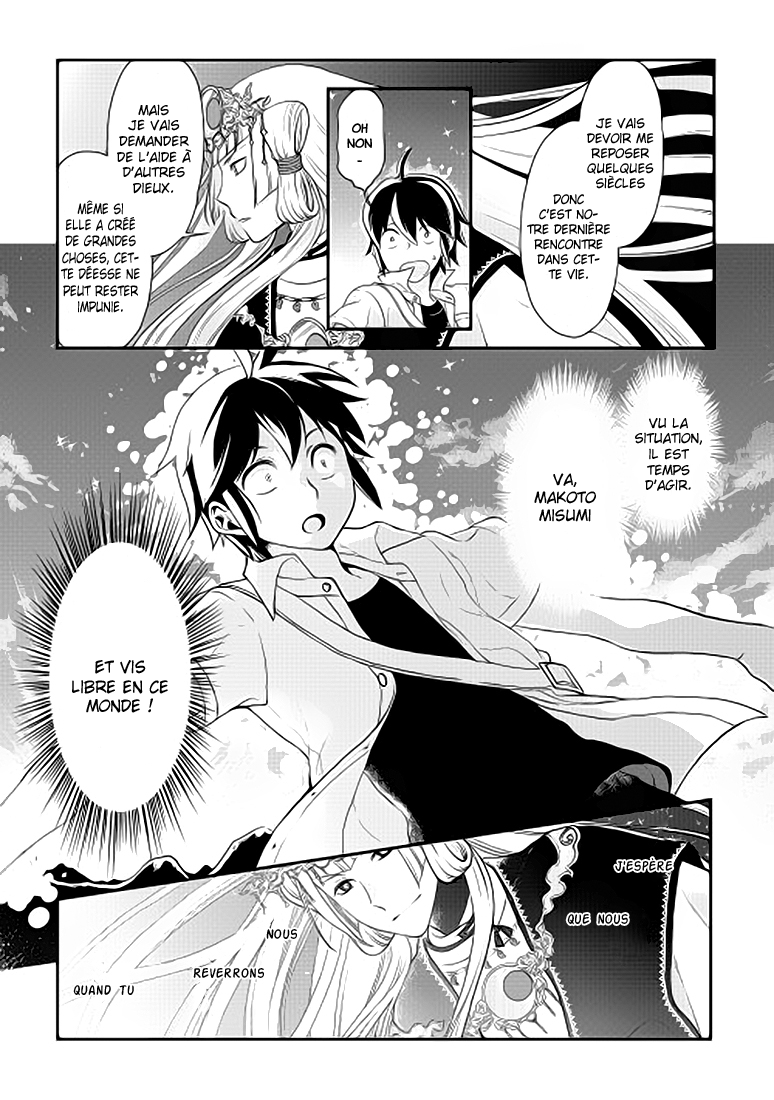 JE VAIS
DEVOIR ME
REPOSER
QUELQUES
SIÈCLES
DONC
C'EST NO-
TRE DERNIÈRE
RENCONTRE
DANS CET-
TE VIE.
OH
NON
-
MAIS
JE VAIS
DEMANDER
DE L'AIDE À
D'AUTRES
DIEUX.
MÊME SI
ELLE A CRÉÉ
DE GRANDES
CHOSES, CET-
TE DÉESSE NE
PEUT RESTER
IMPUNIE.
VU LA
SITUATION,
IL EST
TEMPS
D'AGIR.
VA,
MAKOTO
MISUMI
ET VIS
LIBRE EN CE
MONDE !
J'ESPÈRE
QUE NOUS
NOUS
REVERRONS
QUAND TU